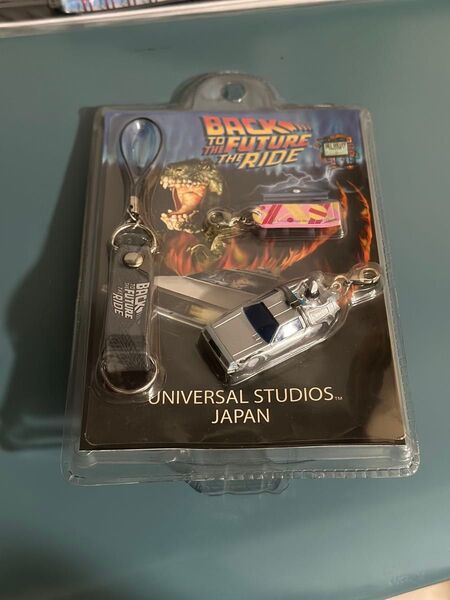 BACK
TO THE FUTURE
THE RIDE
BACK
TO THE FUTURE
THE RIDE
UNIVERSAL STUDIOS™
JAPAN